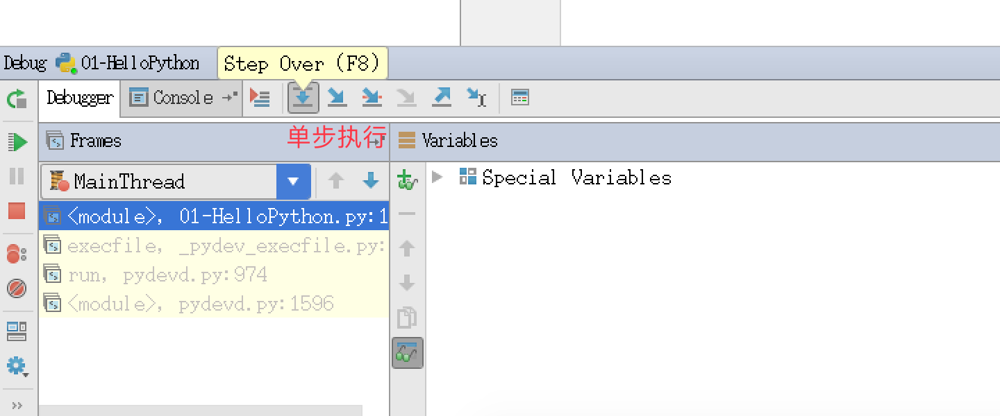 Debug 01-HelloPython
Step Over (F8)
Debugger
Console
单步执行
Frames
Variables
MainThread
Special Variables
<module>, 01-HelloPython.py:1
execfile, _pydev_execfile.py:
run, pydevd.py:974
<module>, pydevd.py:1596